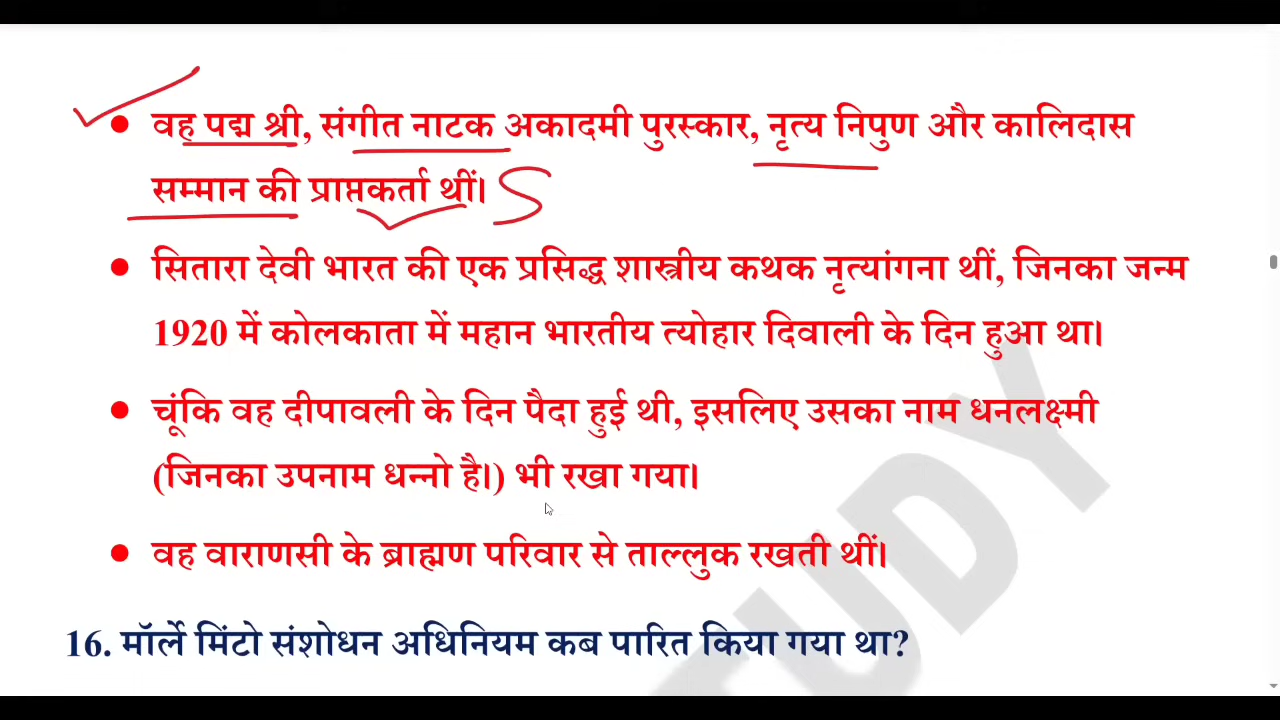 वह पद्म श्री, संगीत नाटक अकादमी पुरस्कार, नृत्य निपुण और कालिदास
सम्मान की प्राप्तकर्ता थीं। S
सितारा देवी भारत की एक प्रसिद्ध शास्त्रीय कथक नृत्यांगना थीं, जिनका जन्म
1920 में कोलकाता में महान भारतीय त्योहार दिवाली के दिन हुआ था।
चूंकि वह दीपावली के दिन पैदा हुई थी, इसलिए उसका नाम धनलक्ष्मी
(जिनका उपनाम धन्नो है।) भी रखा गया।
वह वाराणसी के ब्राह्मण परिवार से ताल्लुक रखती थीं।
16. मॉर्ले मिंटो संशोधन अधिनियम कब पारित किया गया था?
STUDY